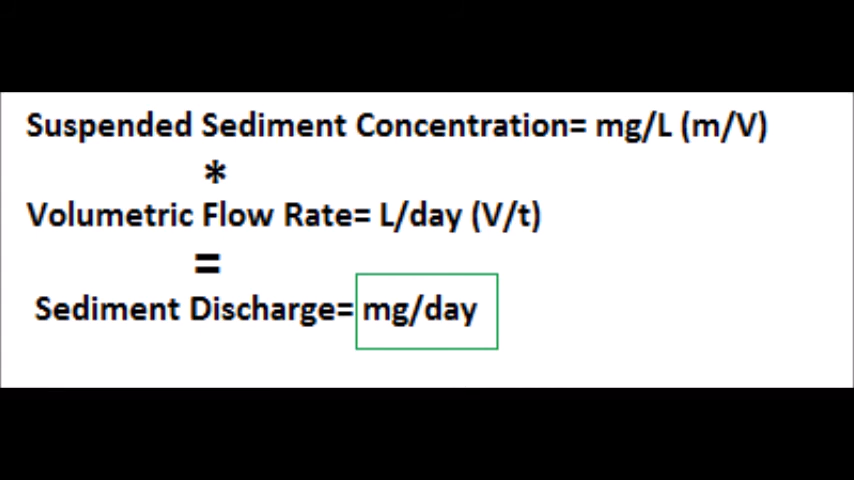 Suspended Sediment Concentration= mg/L (m/V)
*
Volumetric Flow Rate= L/day (V/t)
=
Sediment Discharge= mg/day